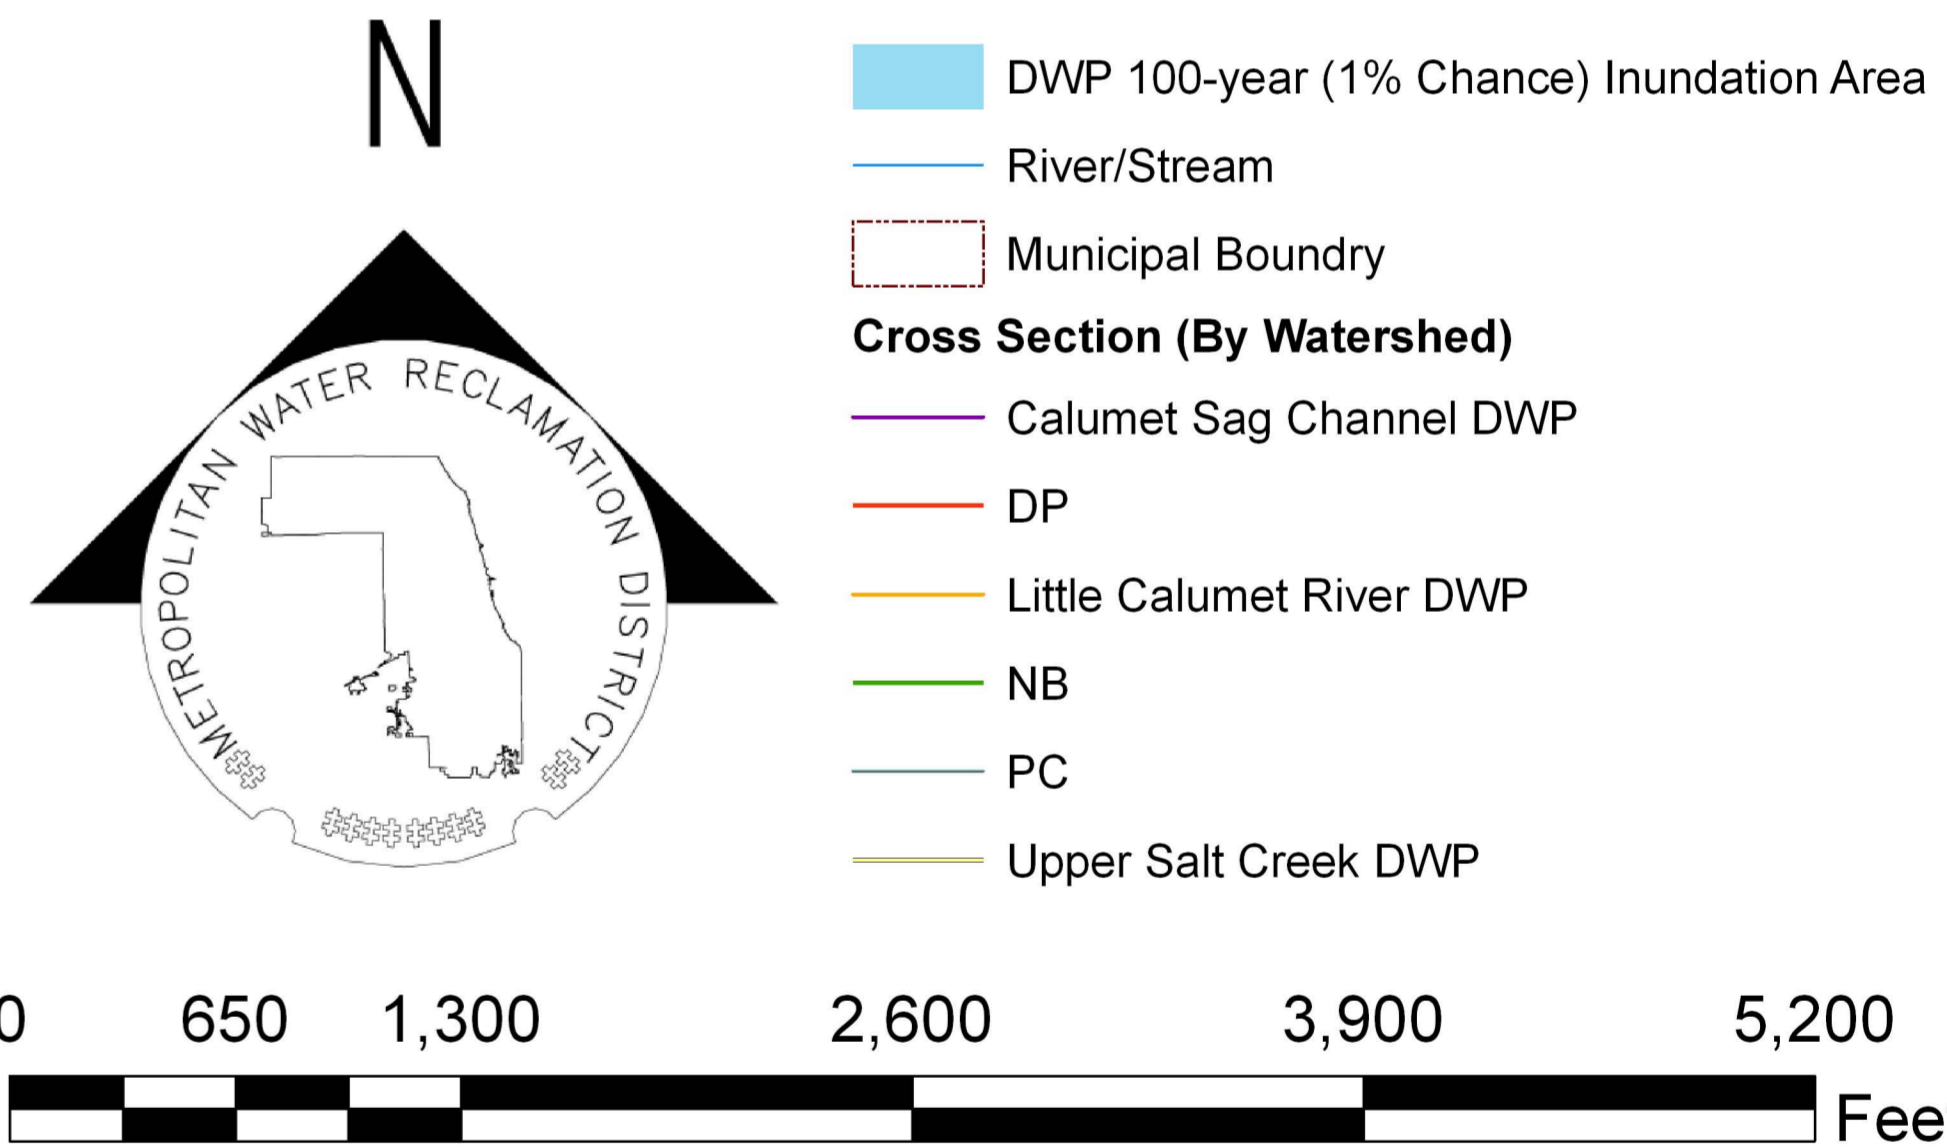 N
DWP 100-year (1% Chance) Inundation Area
River/Stream
Municipal Boundry
Cross Section (By Watershed)
Calumet Sag Channel DWP
DP
Little Calumet River DWP
NB
PC
Upper Salt Creek DWP
METROPOLITAN WATER RECLAMATION DISTRICT
0 650 1,300 2,600 3,900 5,200
Fee